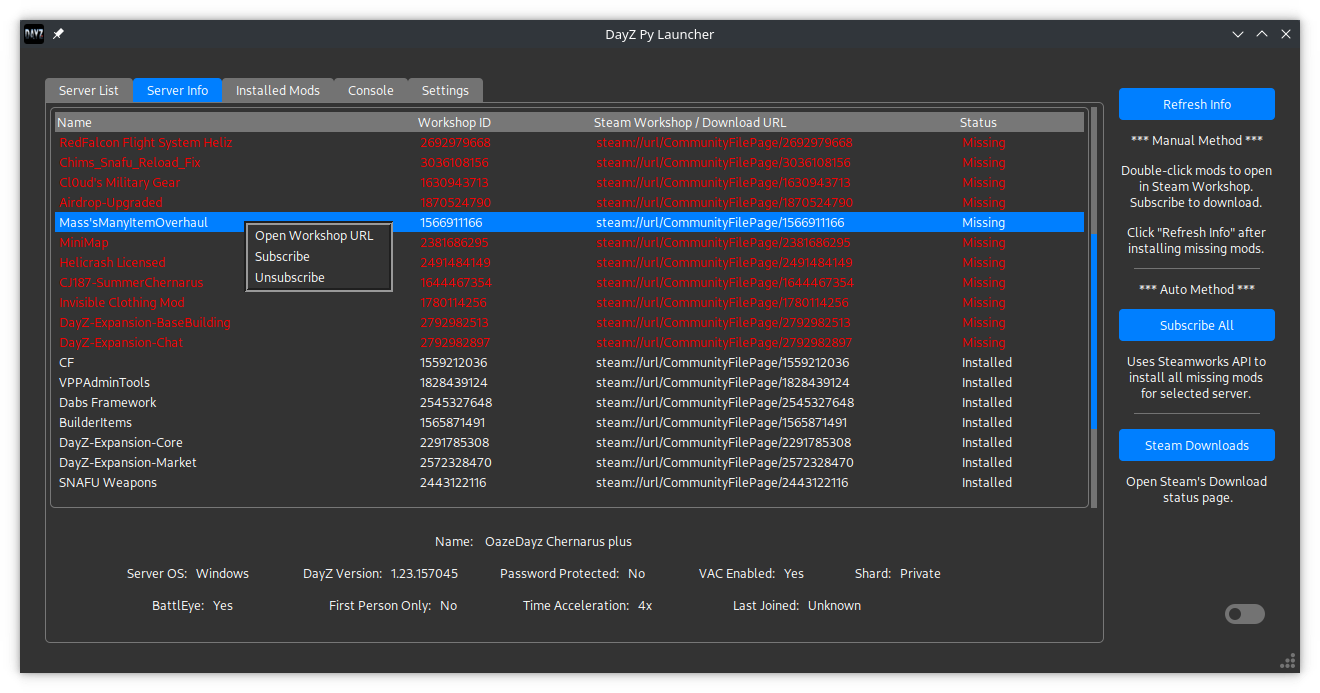 DAYZ
DayZ Py Launcher
Server List Server Info Installed Mods Console Settings
Name Workshop ID Steam Workshop / Download URL Status
RedFalcon Flight System Heliz 2692979668 steam://url/CommunityFilePage/2692979668 Missing
Chims_Snafu_Reload_Fix 3036108156 steam://url/CommunityFilePage/3036108156 Missing
Cl0ud's Military Gear 1630943713 steam://url/CommunityFilePage/1630943713 Missing
Airdrop-Upgraded 1870524790 steam://url/CommunityFilePage/1870524790 Missing
Mass'sManyItemOverhaul 1566911166 steam://url/CommunityFilePage/1566911166 Missing
MiniMap 2381686295 steam://url/CommunityFilePage/2381686295 Missing
Helicrash Licensed 2491484149 steam://url/CommunityFilePage/2491484149 Missing
CJ187-SummerChernarus 1644467354 steam://url/CommunityFilePage/1644467354 Missing
Invisible Clothing Mod 1780114256 steam://url/CommunityFilePage/1780114256 Missing
DayZ-Expansion-BaseBuilding 2792982513 steam://url/CommunityFilePage/2792982513 Missing
DayZ-Expansion-Chat 2792982897 steam://url/CommunityFilePage/2792982897 Missing
CF 1559212036 steam://url/CommunityFilePage/1559212036 Installed
VPPAdminTools 1828439124 steam://url/CommunityFilePage/1828439124 Installed
Dabs Framework 2545327648 steam://url/CommunityFilePage/2545327648 Installed
BuilderItems 1565871491 steam://url/CommunityFilePage/1565871491 Installed
DayZ-Expansion-Core 2291785308 steam://url/CommunityFilePage/2291785308 Installed
DayZ-Expansion-Market 2572328470 steam://url/CommunityFilePage/2572328470 Installed
SNAFU Weapons 2443122116 steam://url/CommunityFilePage/2443122116 Installed
Open Workshop URL
Subscribe
Unsubscribe
Name: OazeDayz Chernarus plus
Server OS: Windows DayZ Version: 1.23.157045 Password Protected: No VAC Enabled: Yes Shard: Private
BattlEye: Yes First Person Only: No Time Acceleration: 4x Last Joined: Unknown
Refresh Info
*** Manual Method ***
Double-click mods to open
in Steam Workshop.
Subscribe to download.
Click "Refresh Info" after
installing missing mods.
*** Auto Method ***
Subscribe All
Uses Steamworks API to
install all missing mods
for selected server.
Steam Downloads
Open Steam's Download
status page.